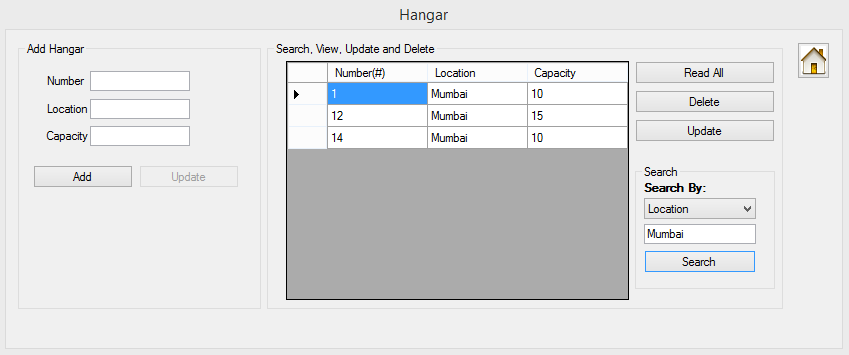 Hangar
Add Hangar
Number
Location
Capacity
Add Update
Search, View, Update and Delete
Number(#) Location Capacity
1 Mumbai 10
12 Mumbai 15
14 Mumbai 10
Read All
Delete
Update
Search
Search By:
Location
Mumbai
Search